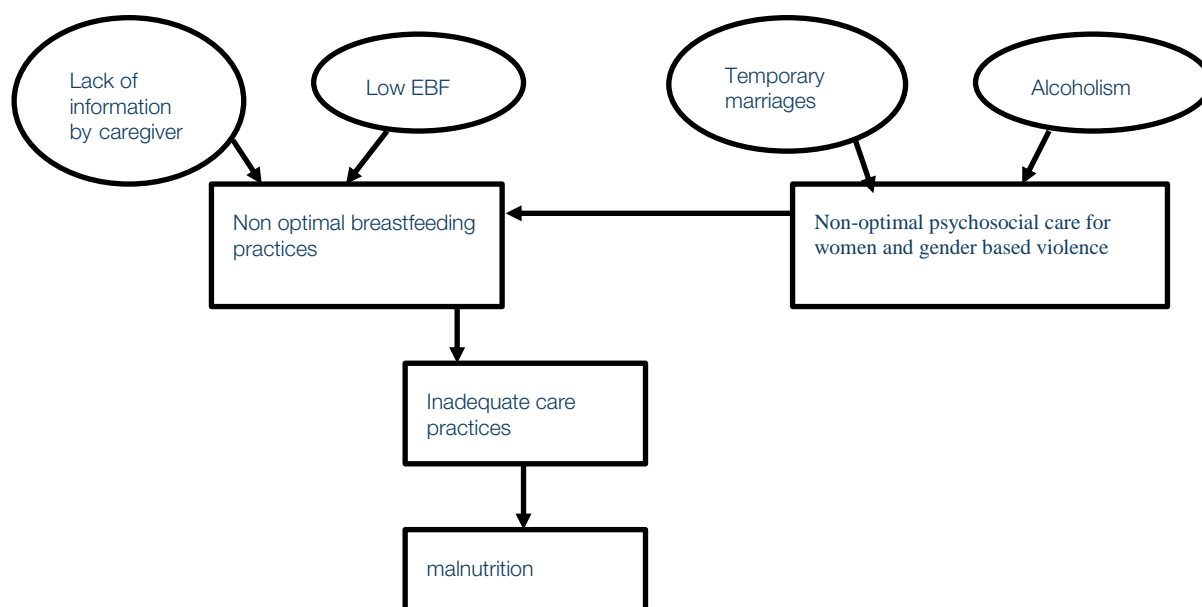 Lack of
information
by caregiver
Low EBF
Temporary
marriages
Alcoholism
Non optimal breastfeeding
practices
Non-optimal psychosocial care for
women and gender based violence
Inadequate care
practices
malnutrition